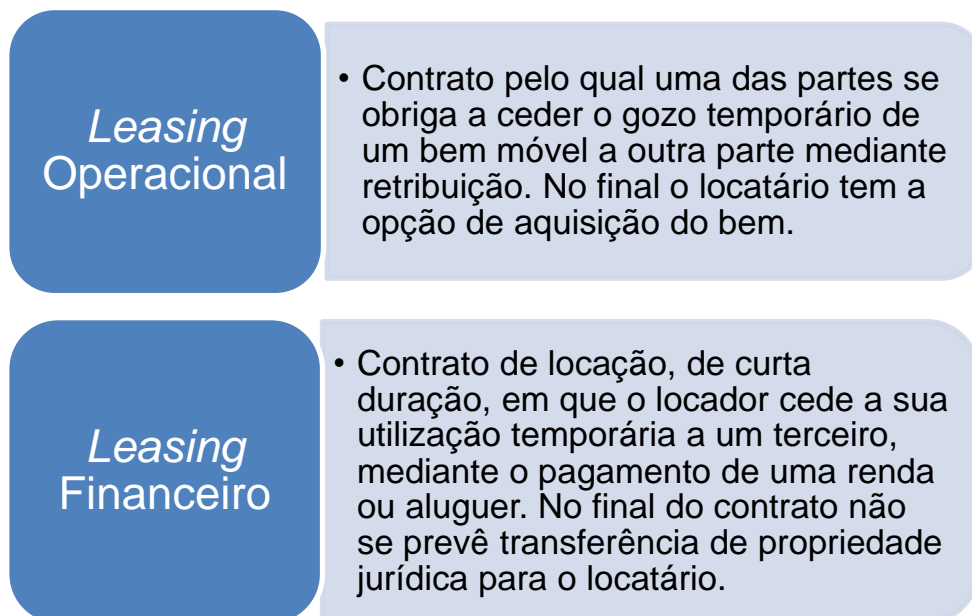 Leasing
Operacional
• Contrato pelo qual uma das partes se
obriga a ceder o gozo temporário de
um bem móvel a outra parte mediante
retribuição. No final o locatário tem a
opção de aquisição do bem.
Leasing
Financeiro
• Contrato de locação, de curta
duração, em que o locador cede a sua
utilização temporária a um terceiro,
mediante o pagamento de uma renda
ou aluguer. No final do contrato não
se prevê transferência de propriedade
jurídica para o locatário.